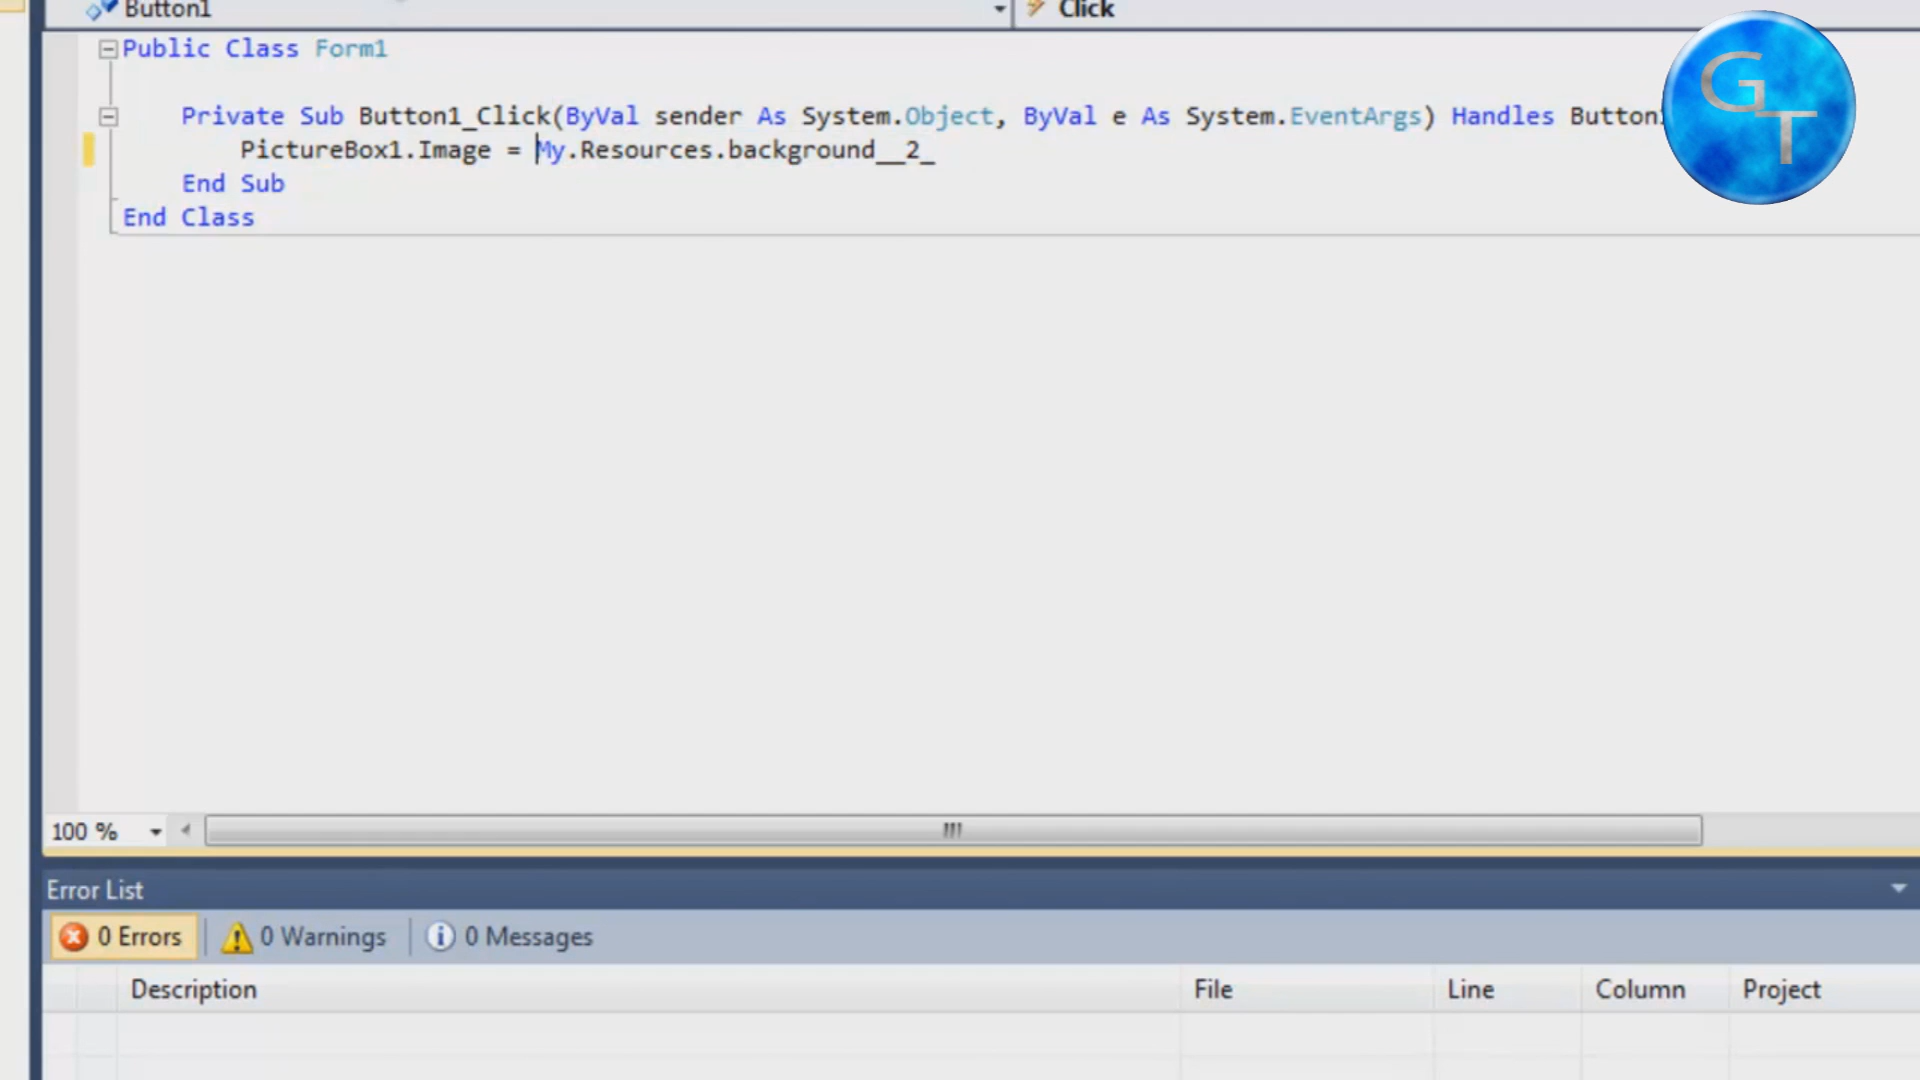 Button1
Click
Public Class Form1
Private Sub Button1_Click(ByVal sender As System.Object, ByVal e As System.EventArgs) Handles Button1
PictureBox1.Image = My.Resources.background__2_
End Sub
End Class
GT
100 %
Error List
0 Errors
0 Warnings
0 Messages
Description
File
Line
Column
Project